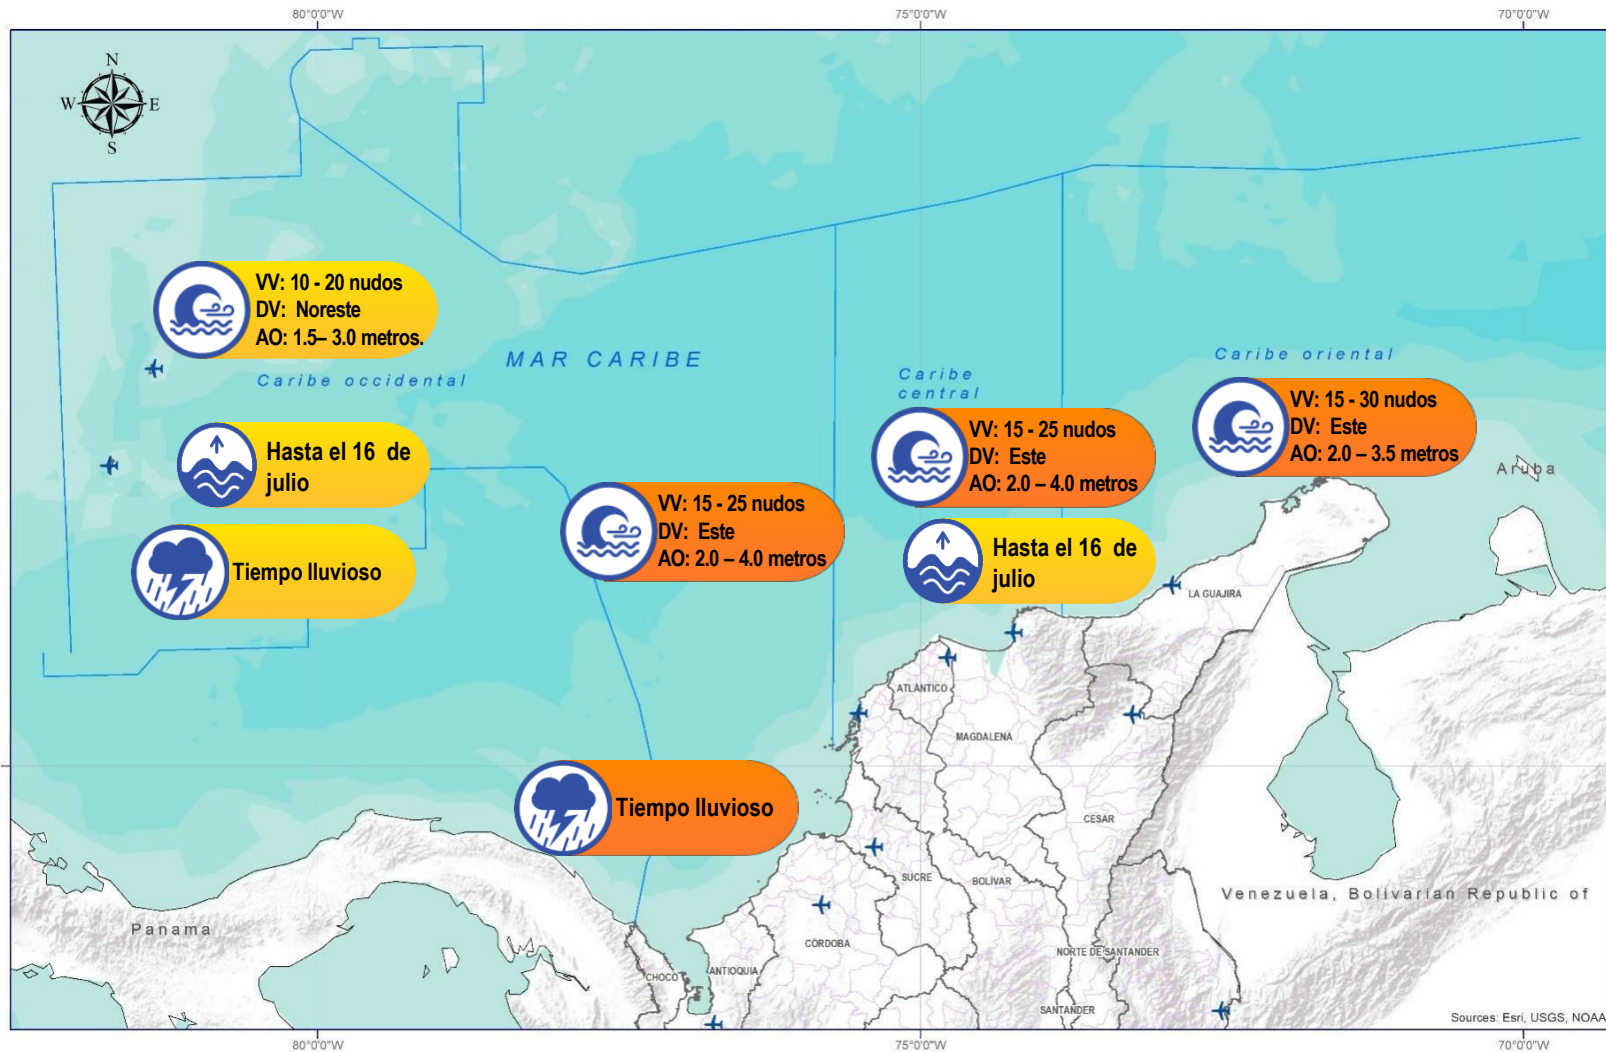 80°0'0"W
75°0'0"W
70°0'0"W
N
W
E
S
VV: 10 - 20 nudos
DV: Noreste
AO: 1.5– 3.0 metros.
MAR CARIBE
Caribe occidental
Caribe
central
Caribe oriental
VV: 15 - 30 nudos
DV: Este
AO: 2.0 – 3.5 metros
Hasta el 16 de
julio
VV: 15 - 25 nudos
DV: Este
AO: 2.0 – 4.0 metros
Aruba
VV: 15 - 25 nudos
DV: Este
AO: 2.0 – 4.0 metros
Hasta el 16 de
julio
Tiempo lluvioso
LA GUAJIRA
ATLÁNTICO
MAGDALENA
Tiempo lluvioso
CESAR
SUCRE
BOLÍVAR
Venezuela, Bolivarian Republic of
Panama
CÓRDOBA
NORTE DE SANTANDER
CHOCÓ
ANTIOQUIA
SANTANDER
Sources: Esri, USGS, NOAA
80°0'0"W
75°0'0"W
70°0'0"W